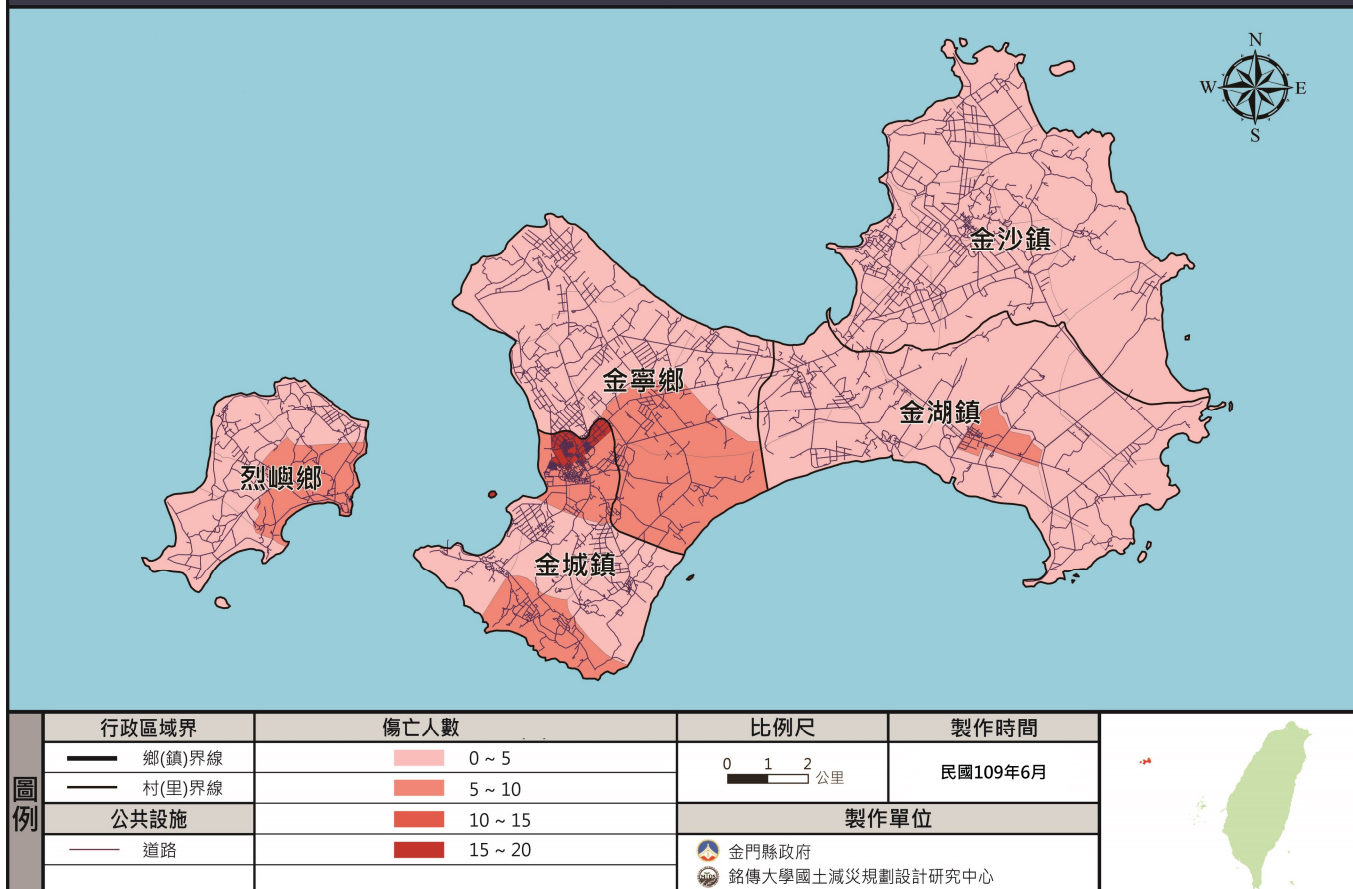 N
W E
S
金沙鎮
金寧鄉
金湖鎮
烈嶼鄉
金城鎮
圖例
行政區域界
鄉(鎮)界線
村(里)界線
公共設施
道路
傷亡人數
0 ~ 5
5 ~ 10
10 ~ 15
15 ~ 20
比例尺
0 1 2
公里
製作時間
民國109年6月
製作單位
金門縣政府
銘傳大學國土減災規劃設計研究中心